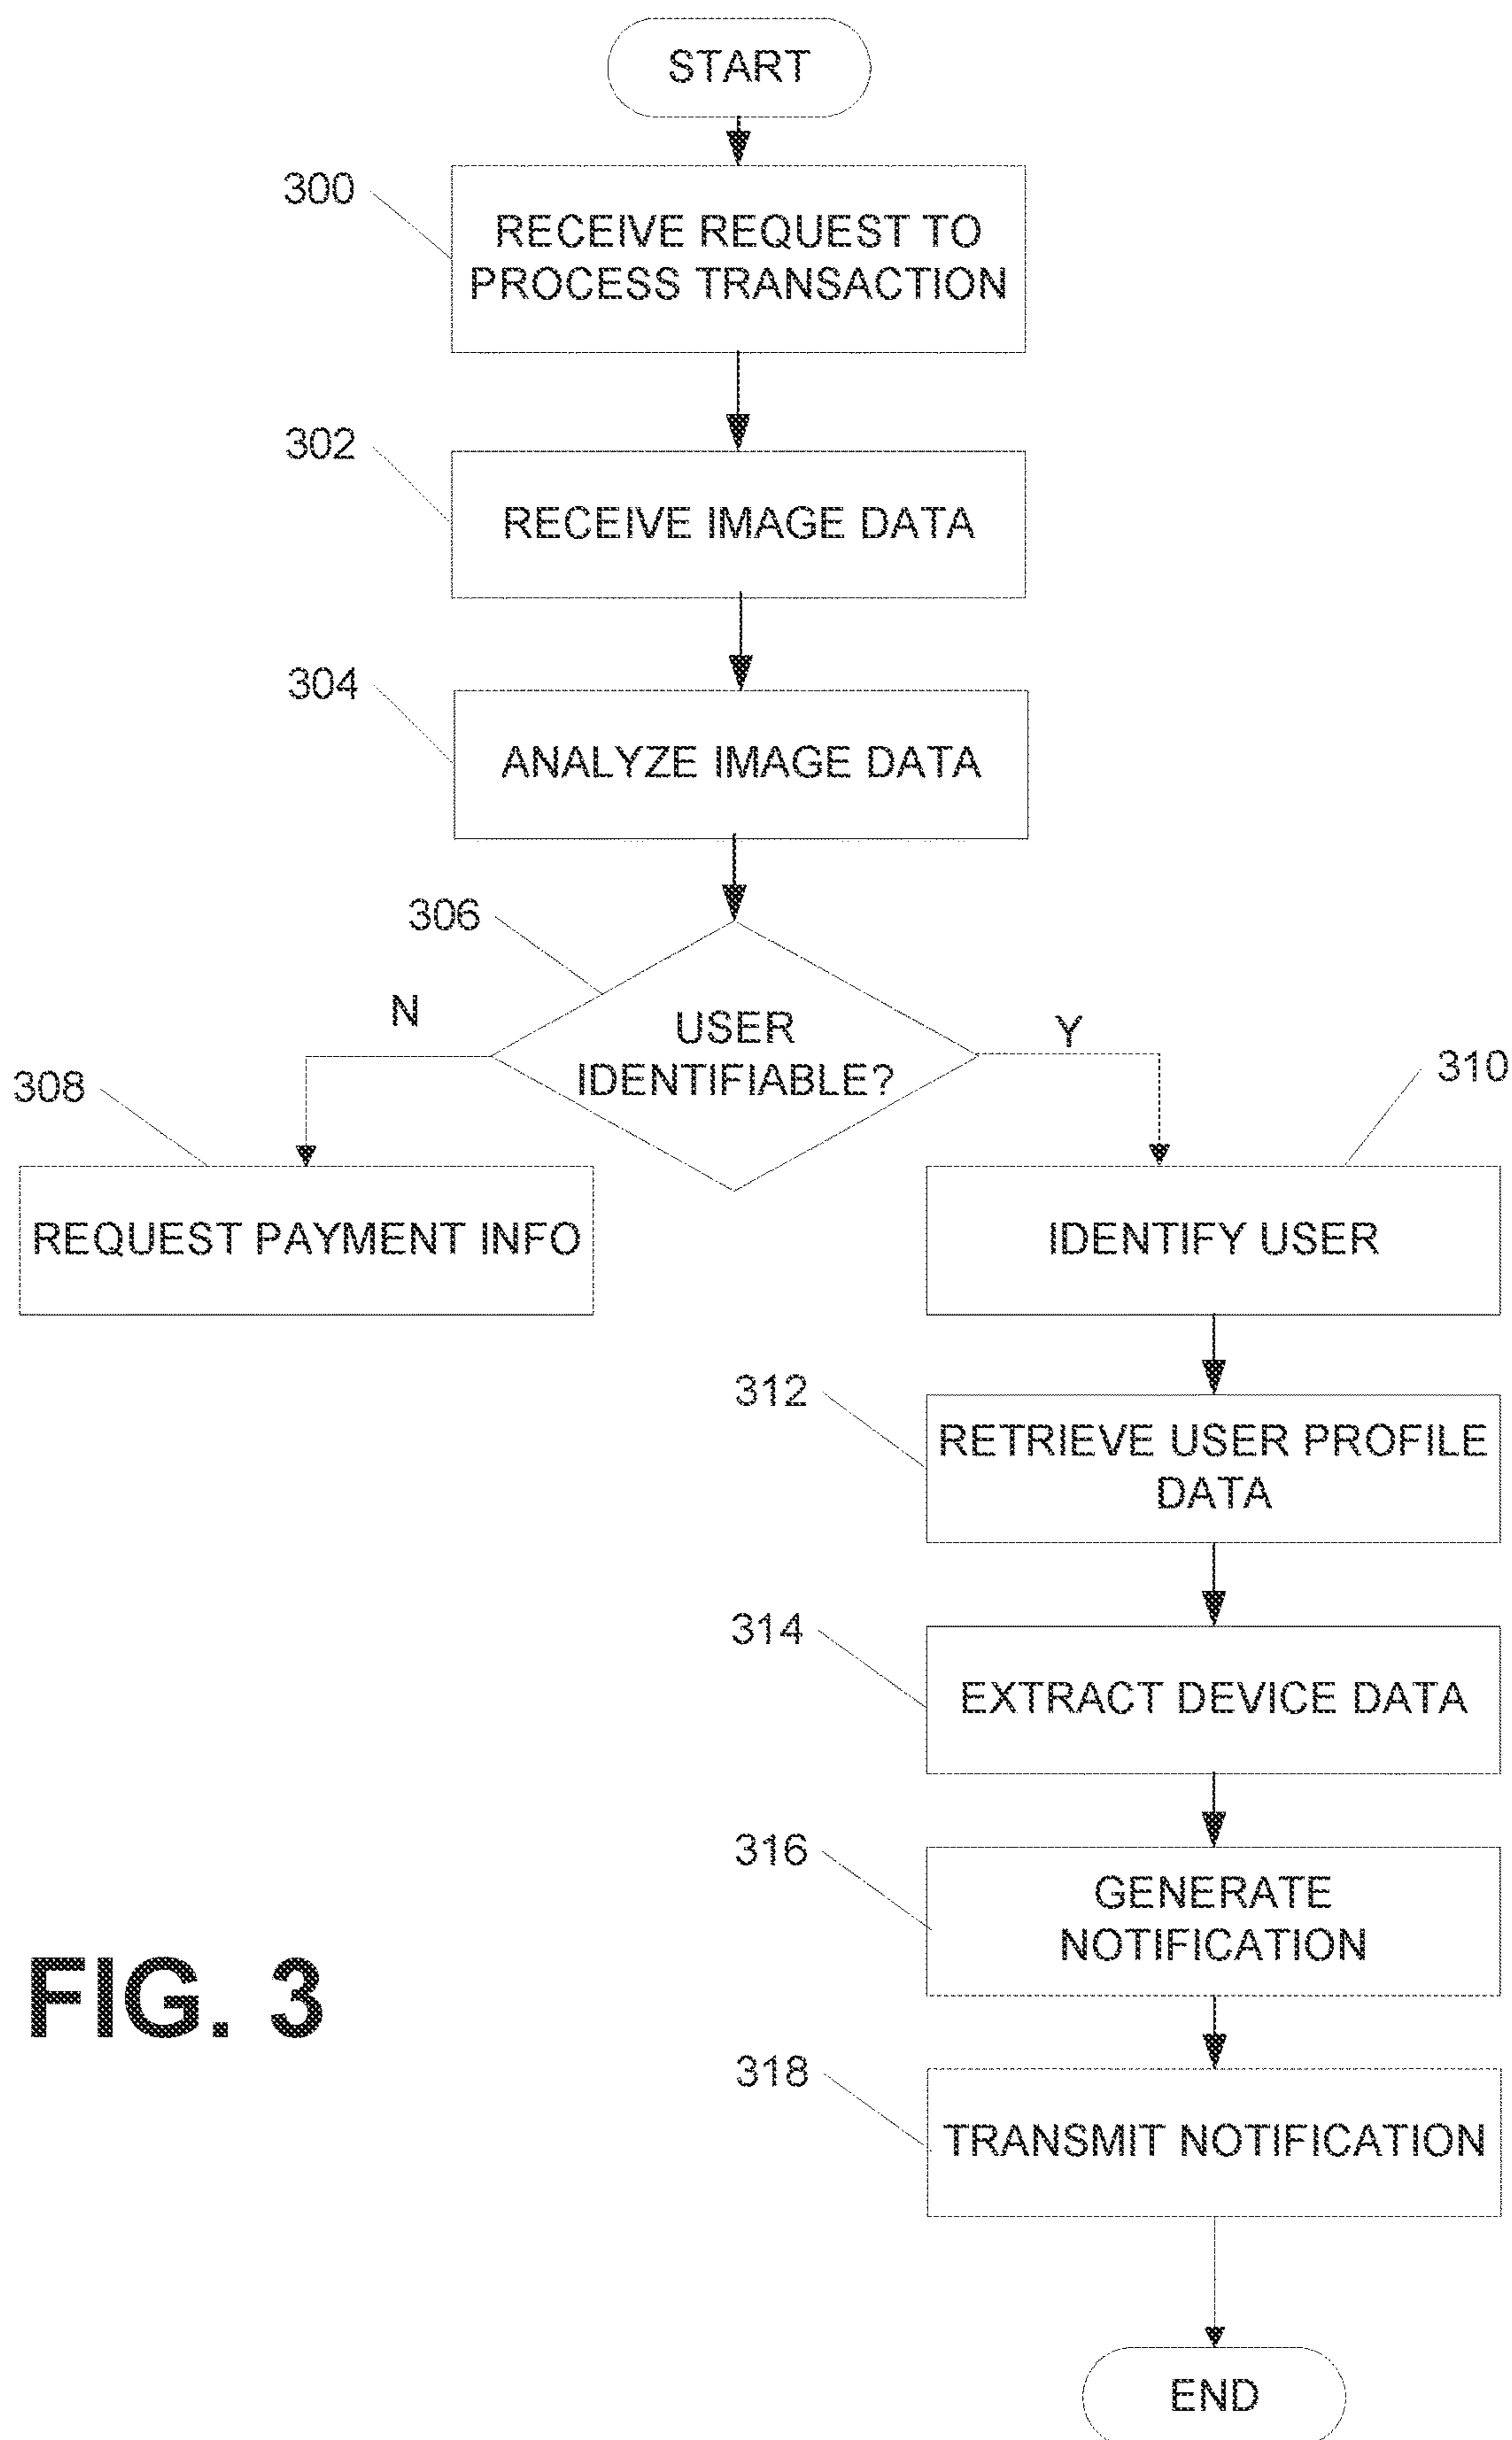 START
300
RECEIVE REQUEST TO
PROCESS TRANSACTION
302
RECEIVE IMAGE DATA
304
ANALYZE IMAGE DATA
306
N
USER
IDENTIFIABLE?
Y
308
310
REQUEST PAYMENT INFO
IDENTIFY USER
312
RETRIEVE USER PROFILE
DATA
314
EXTRACT DEVICE DATA
316
GENERATE
NOTIFICATION
FIG. 3
318
TRANSMIT NOTIFICATION
END